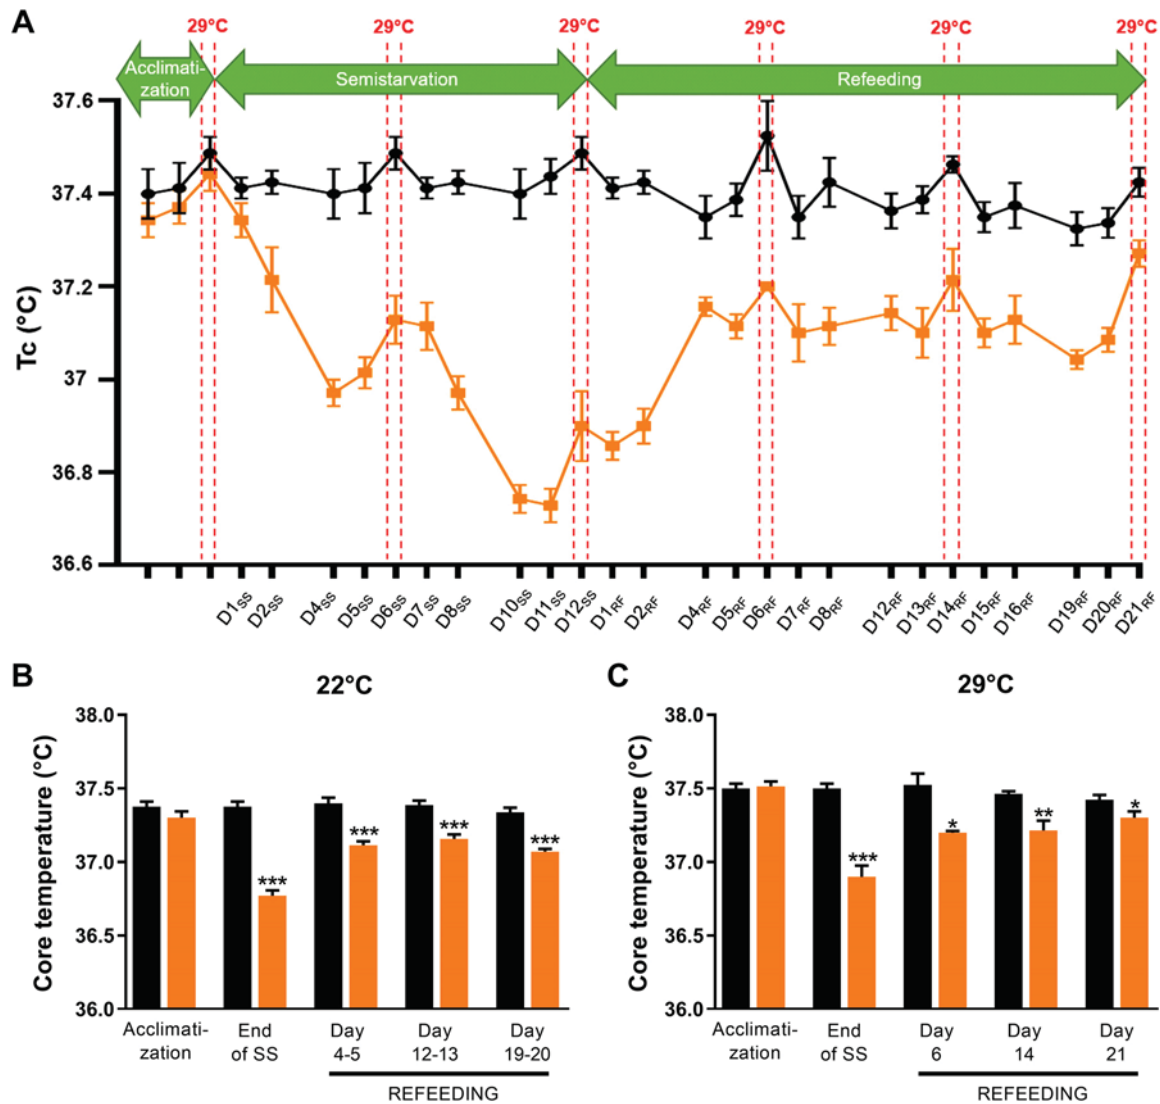 A
29°C 29°C 29°C 29°C 29°C 29°C
Acclimati-
zation
Semistarvation
Refeeding
37.6
37.4
37.2
37
36.8
36.6
Tc (°C)
D1SS D2SS D4SS D5SS D6SS D7SS D8SS D10SS D11SS D12SS D1RF D2RF D4RF D5RF D6RF D7RF D8RF D12RF D13RF D14RF D15RF D16RF D19RF D20RF D21RF
B
22°C
38.0
37.5
37.0
36.5
36.0
Core temperature (°C)
***
***
***
***
Acclimati-
zation
End
of SS
Day
4-5
Day
12-13
Day
19-20
REFEEDING
C
29°C
38.0
37.5
37.0
36.5
36.0
Core temperature (°C)
***
*
**
*
Acclimati-
zation
End
of SS
Day
6
Day
14
Day
21
REFEEDING